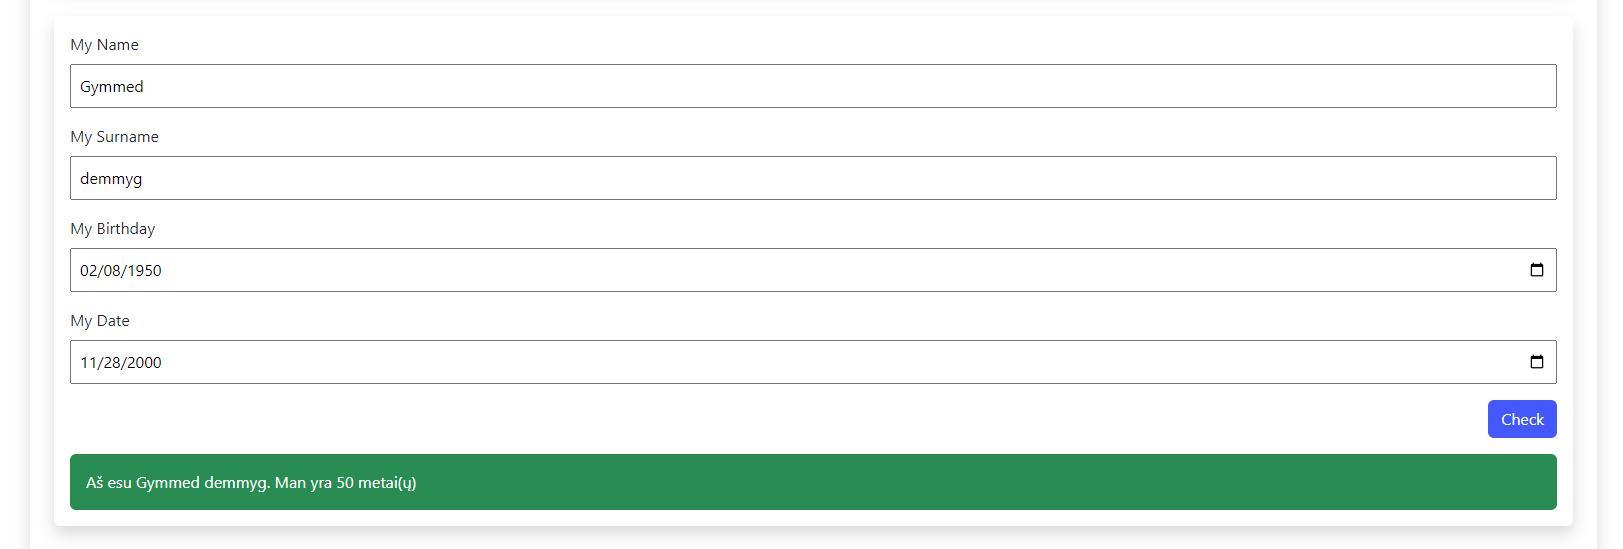 My Name
Gymmed
My Surname
demmyg
My Birthday
02/08/1950
My Date
11/28/2000
Check
Aš esu Gymmed demmyg. Man yra 50 metai(ų)